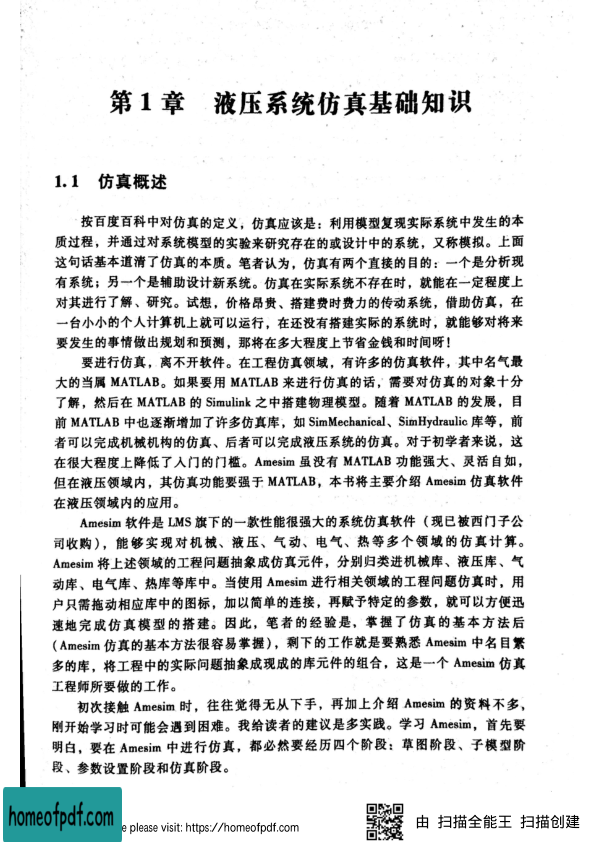 第 1 章　液压系统仿真基础知识
1.1　仿真概述
按百度百科中对仿真的定义，仿真应该是：利用模型复现实际系统中发生的本
质过程，并通过对系统模型的实验来研究存在的或设计中的系统，又称模拟。上面
这句话基本道清了仿真的本质。笔者认为，仿真有两个直接的目的：一个是分析现
有系统；另一个是辅助设计新系统。仿真在实际系统不存在时，就能在一定程度上
对其进行了解、研究。试想，价格昂贵、搭建费时费力的传动系统，借助仿真，在
一台小小的个人计算机上就可以运行，在还没有搭建实际的系统时，就能够对将来
要发生的事情做出规划和预测，那将在多大程度上节省金钱和时间呀！
要进行仿真，离不开软件。在工程仿真领域，有许多的仿真软件，其中名气最
大的当属 MATLAB。如果要用 MATLAB 来进行仿真的话，需要对仿真的对象十分
了解，然后在 MATLAB 的 Simulink 之中搭建物理模型。随着 MATLAB 的发展，目
前 MATLAB 中也逐渐增加了许多仿真库，如 SimMechanical、SimHydraulic 库等，前
者可以完成机械机构的仿真、后者可以完成液压系统的仿真。对于初学者来说，这
在很大程度上降低了入门的门槛。Amesim 虽没有 MATLAB 功能强大、灵活自如，
但在液压领域内，其仿真功能要强于 MATLAB，本书将主要介绍 Amesim 仿真软件
在液压领域内的应用。
Amesim 软件是 LMS 旗下的一款性能很强大的系统仿真软件（现已被西门子公
司收购），能够实现对机械、液压、气动、电气、热等多个领域的仿真计算。
Amesim 将上述领域的工程问题抽象成仿真元件，分别归类进机械库、液压库、气
动库、电气库、热库等库中。当使用 Amesim 进行相关领域的工程问题仿真时，用
户只需拖动相应库中的图标，加以简单的连接，再赋予特定的参数，就可以方便迅
速地完成仿真模型的搭建。因此，笔者的经验是，掌握了仿真的基本方法后
（Amesim 仿真的基本方法很容易掌握），剩下的工作就是要熟悉 Amesim 中名目繁
多的库，将工程中的实际问题抽象成现成的库元件的组合，这是一个 Amesim 仿真
工程师所要做的工作。
初次接触 Amesim 时，往往觉得无从下手，再加上介绍 Amesim 的资料不多，
刚开始学习时可能会遇到困难。我给读者的建议是多实践。学习 Amesim，首先要
明白，要在 Amesim 中进行仿真，都必然要经历四个阶段：草图阶段、子模型阶
段、参数设置阶段和仿真阶段。
homeofpdf.com
e please visit: https://homeofpdf.com
由 扫描全能王 扫描创建